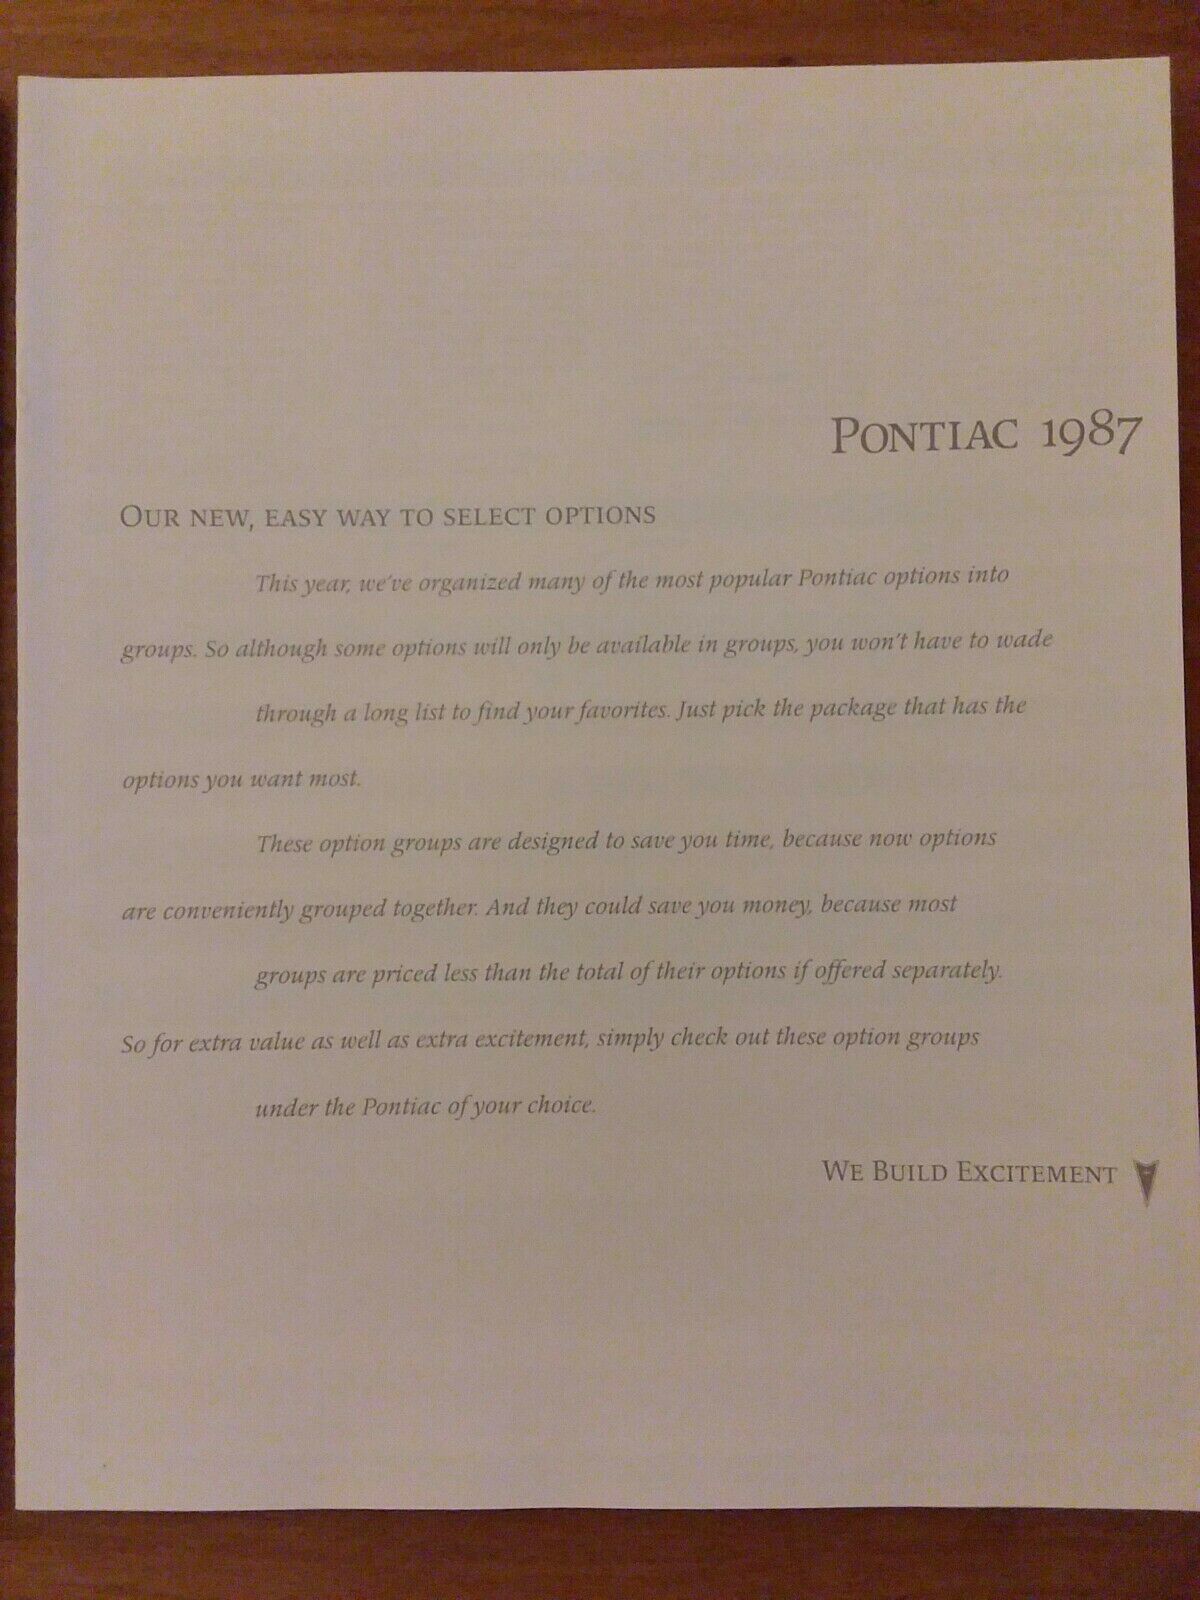 PONTIAC 1987
OUR NEW, EASY WAY TO SELECT OPTIONS
This year, we've organized many of the most popular Pontiac options into
groups. So although some options will only be available in groups, you won't have to wade
through a long list to find your favorites. Just pick the package that has the
options you want most.
These option groups are designed to save you time, because now options
are conveniently grouped together. And they could save you money, because most
groups are priced less than the total of their options if offered separately.
So for extra value as well as extra excitement, simply check out these option groups
under the Pontiac of your choice.
WE BUILD EXCITEMENT